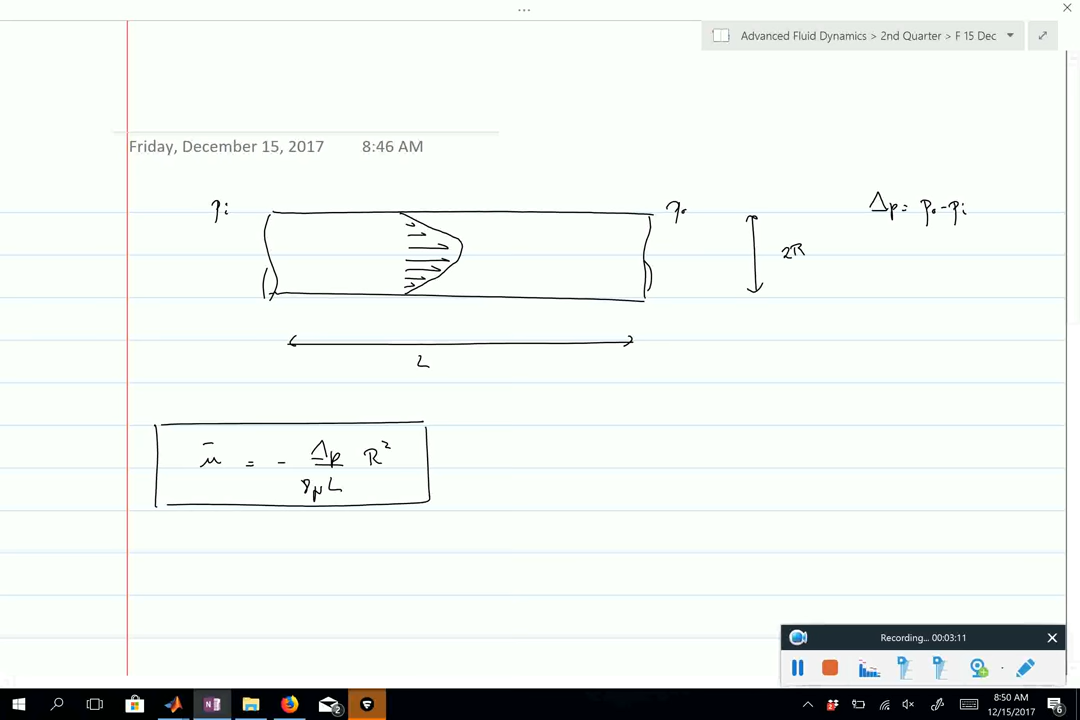 Advanced Fluid Dynamics > 2nd Quarter > F 15 Dec
Friday, December 15, 2017 8:46 AM
pi
po
Δp = po - pi
2R
L
ū = - Δp/8μL R²
Recording... 00:03:11
8:50 AM
12/15/2017